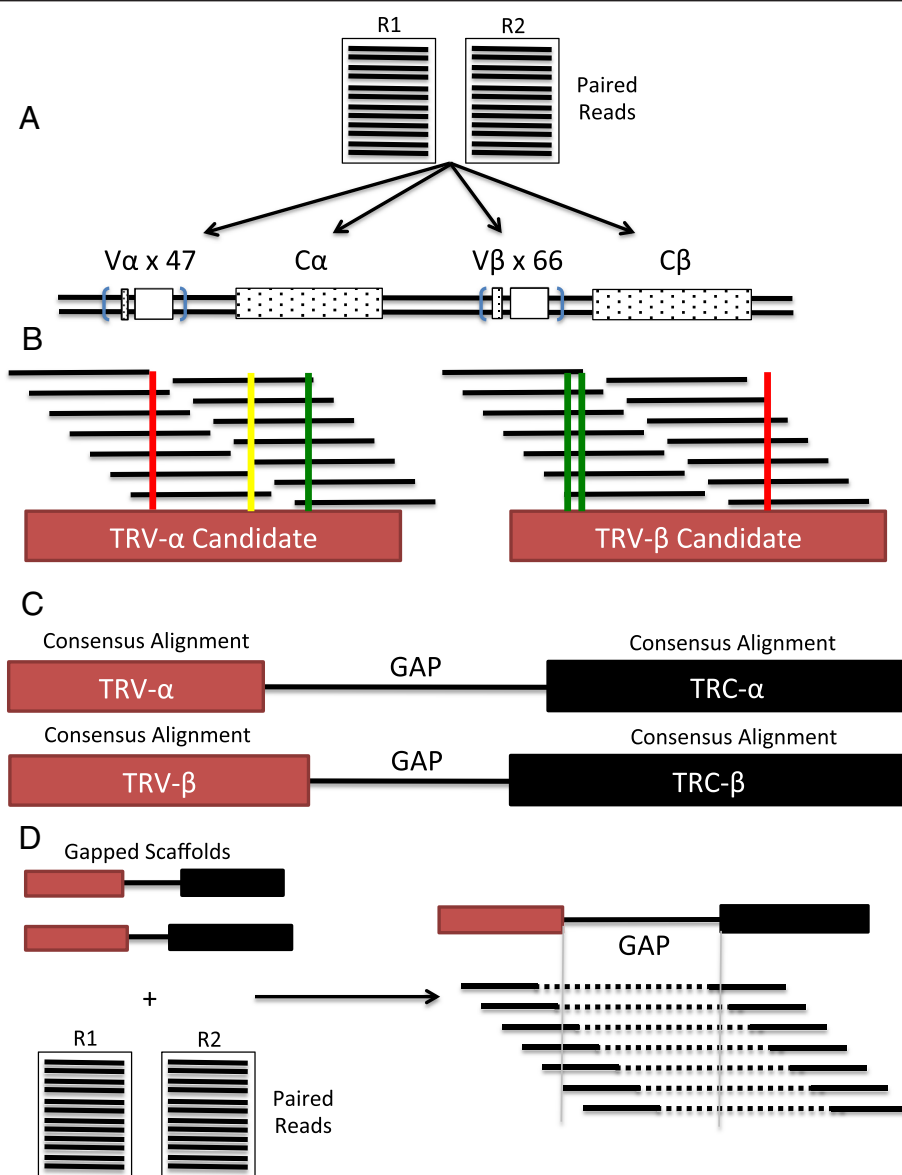 R1 R2
Paired
Reads
A
Vα x 47 Cα Vβ x 66 Cβ
B
TRV-α Candidate TRV-β Candidate
C
Consensus Alignment Consensus Alignment
GAP
TRV-α TRC-α
Consensus Alignment Consensus Alignment
GAP
TRV-β TRC-β
D
Gapped Scaffolds
GAP
+
R1 R2
Paired
Reads